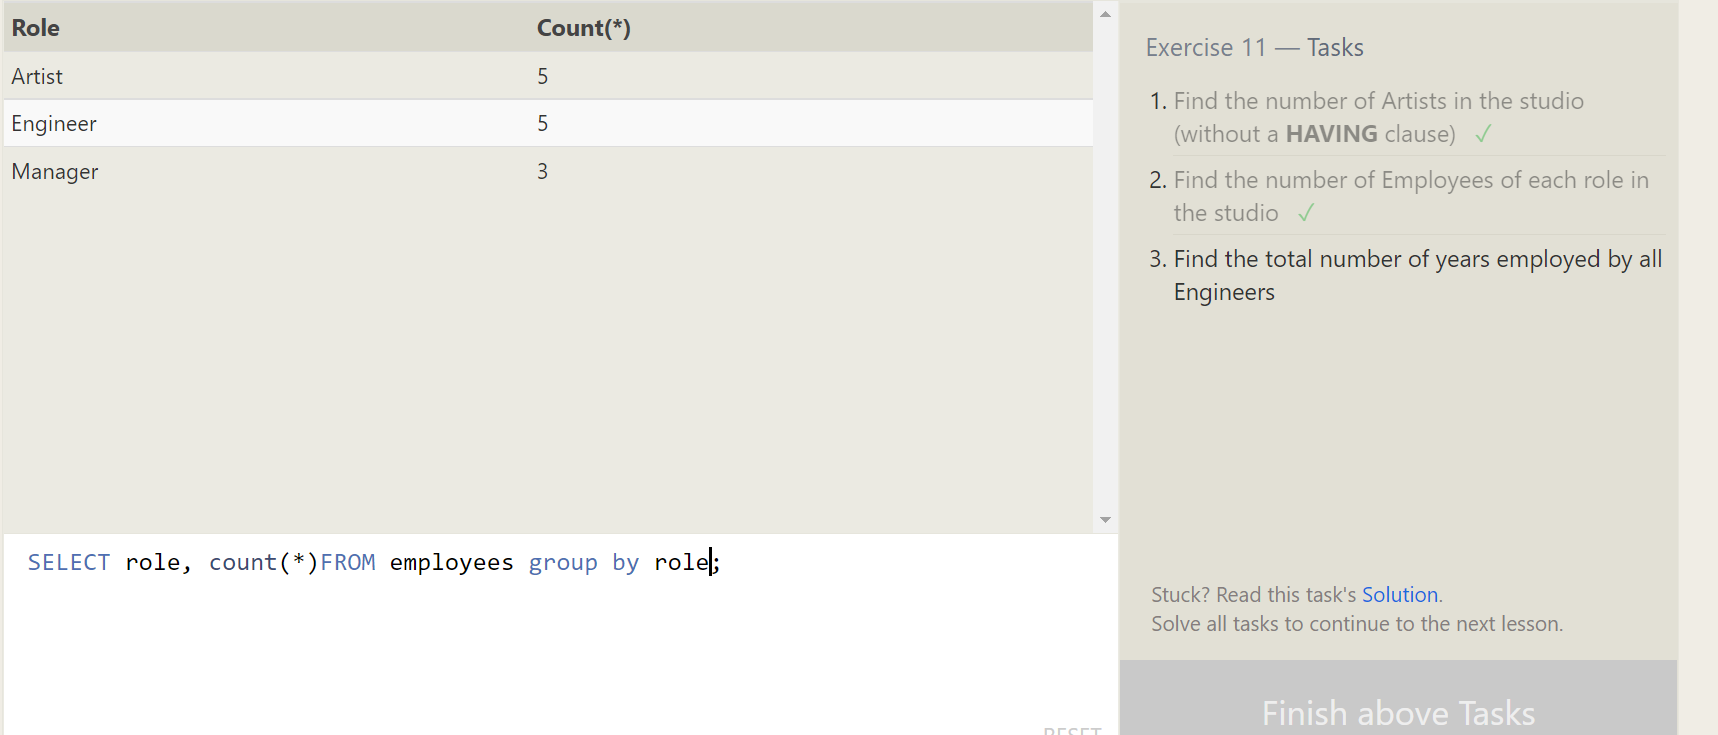 Role Count(*)
Artist 5
Engineer 5
Manager 3
SELECT role, count(*)FROM employees group by role;
RESET
Exercise 11 — Tasks
1. Find the number of Artists in the studio
(without a HAVING clause) ✓
2. Find the number of Employees of each role in
the studio ✓
3. Find the total number of years employed by all
Engineers
Stuck? Read this task's Solution.
Solve all tasks to continue to the next lesson.
Finish above Tasks